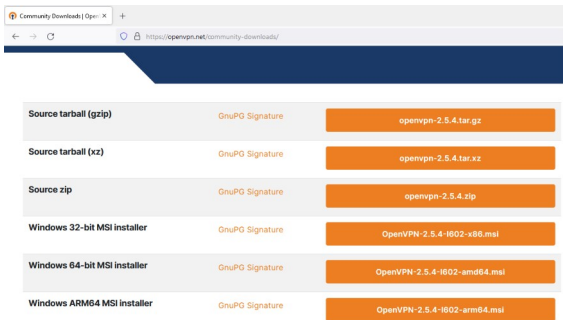 Community Downloads | Open
https://openvpn.net/community-downloads/
Source tarball (gzip) GnuPG Signature openvpn-2.5.4.tar.gz
Source tarball (xz) GnuPG Signature openvpn-2.5.4.tar.xz
Source zip GnuPG Signature openvpn-2.5.4.zip
Windows 32-bit MSI installer GnuPG Signature OpenVPN-2.5.4-I602-x86.msi
Windows 64-bit MSI installer GnuPG Signature OpenVPN-2.5.4-I602-amd64.msi
Windows ARM64 MSI installer GnuPG Signature OpenVPN-2.5.4-I602-arm64.msi